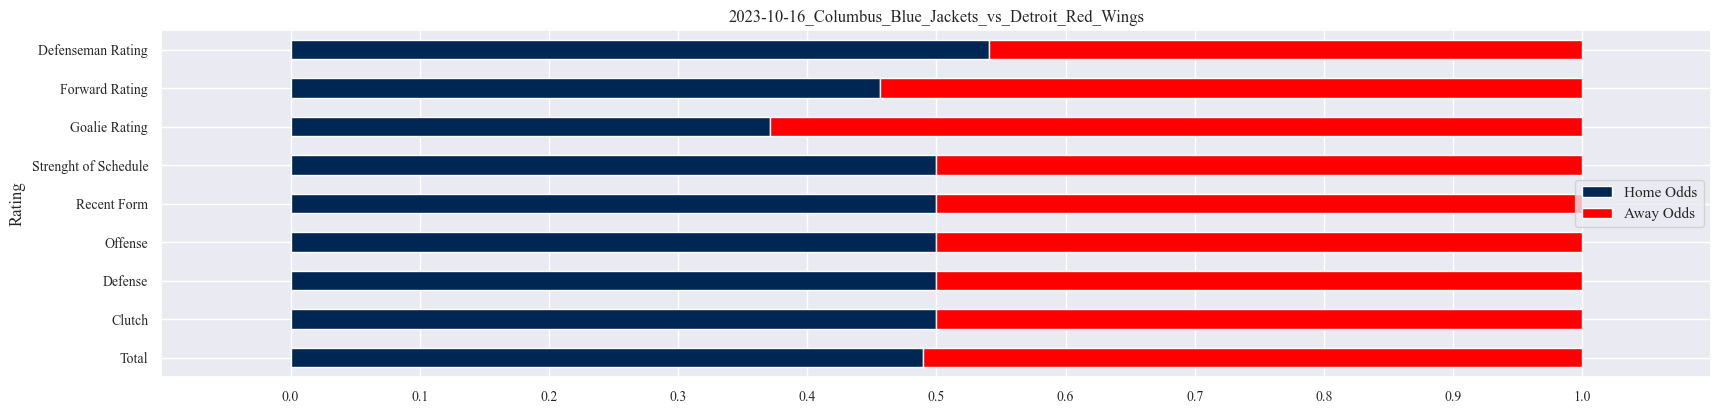 2023-10-16_Columbus_Blue_Jackets_vs_Detroit_Red_Wings
Rating
Defenseman Rating
Forward Rating
Goalie Rating
Strenght of Schedule
Recent Form
Offense
Defense
Clutch
Total
Home Odds
Away Odds
0.0 0.1 0.2 0.3 0.4 0.5 0.6 0.7 0.8 0.9 1.0